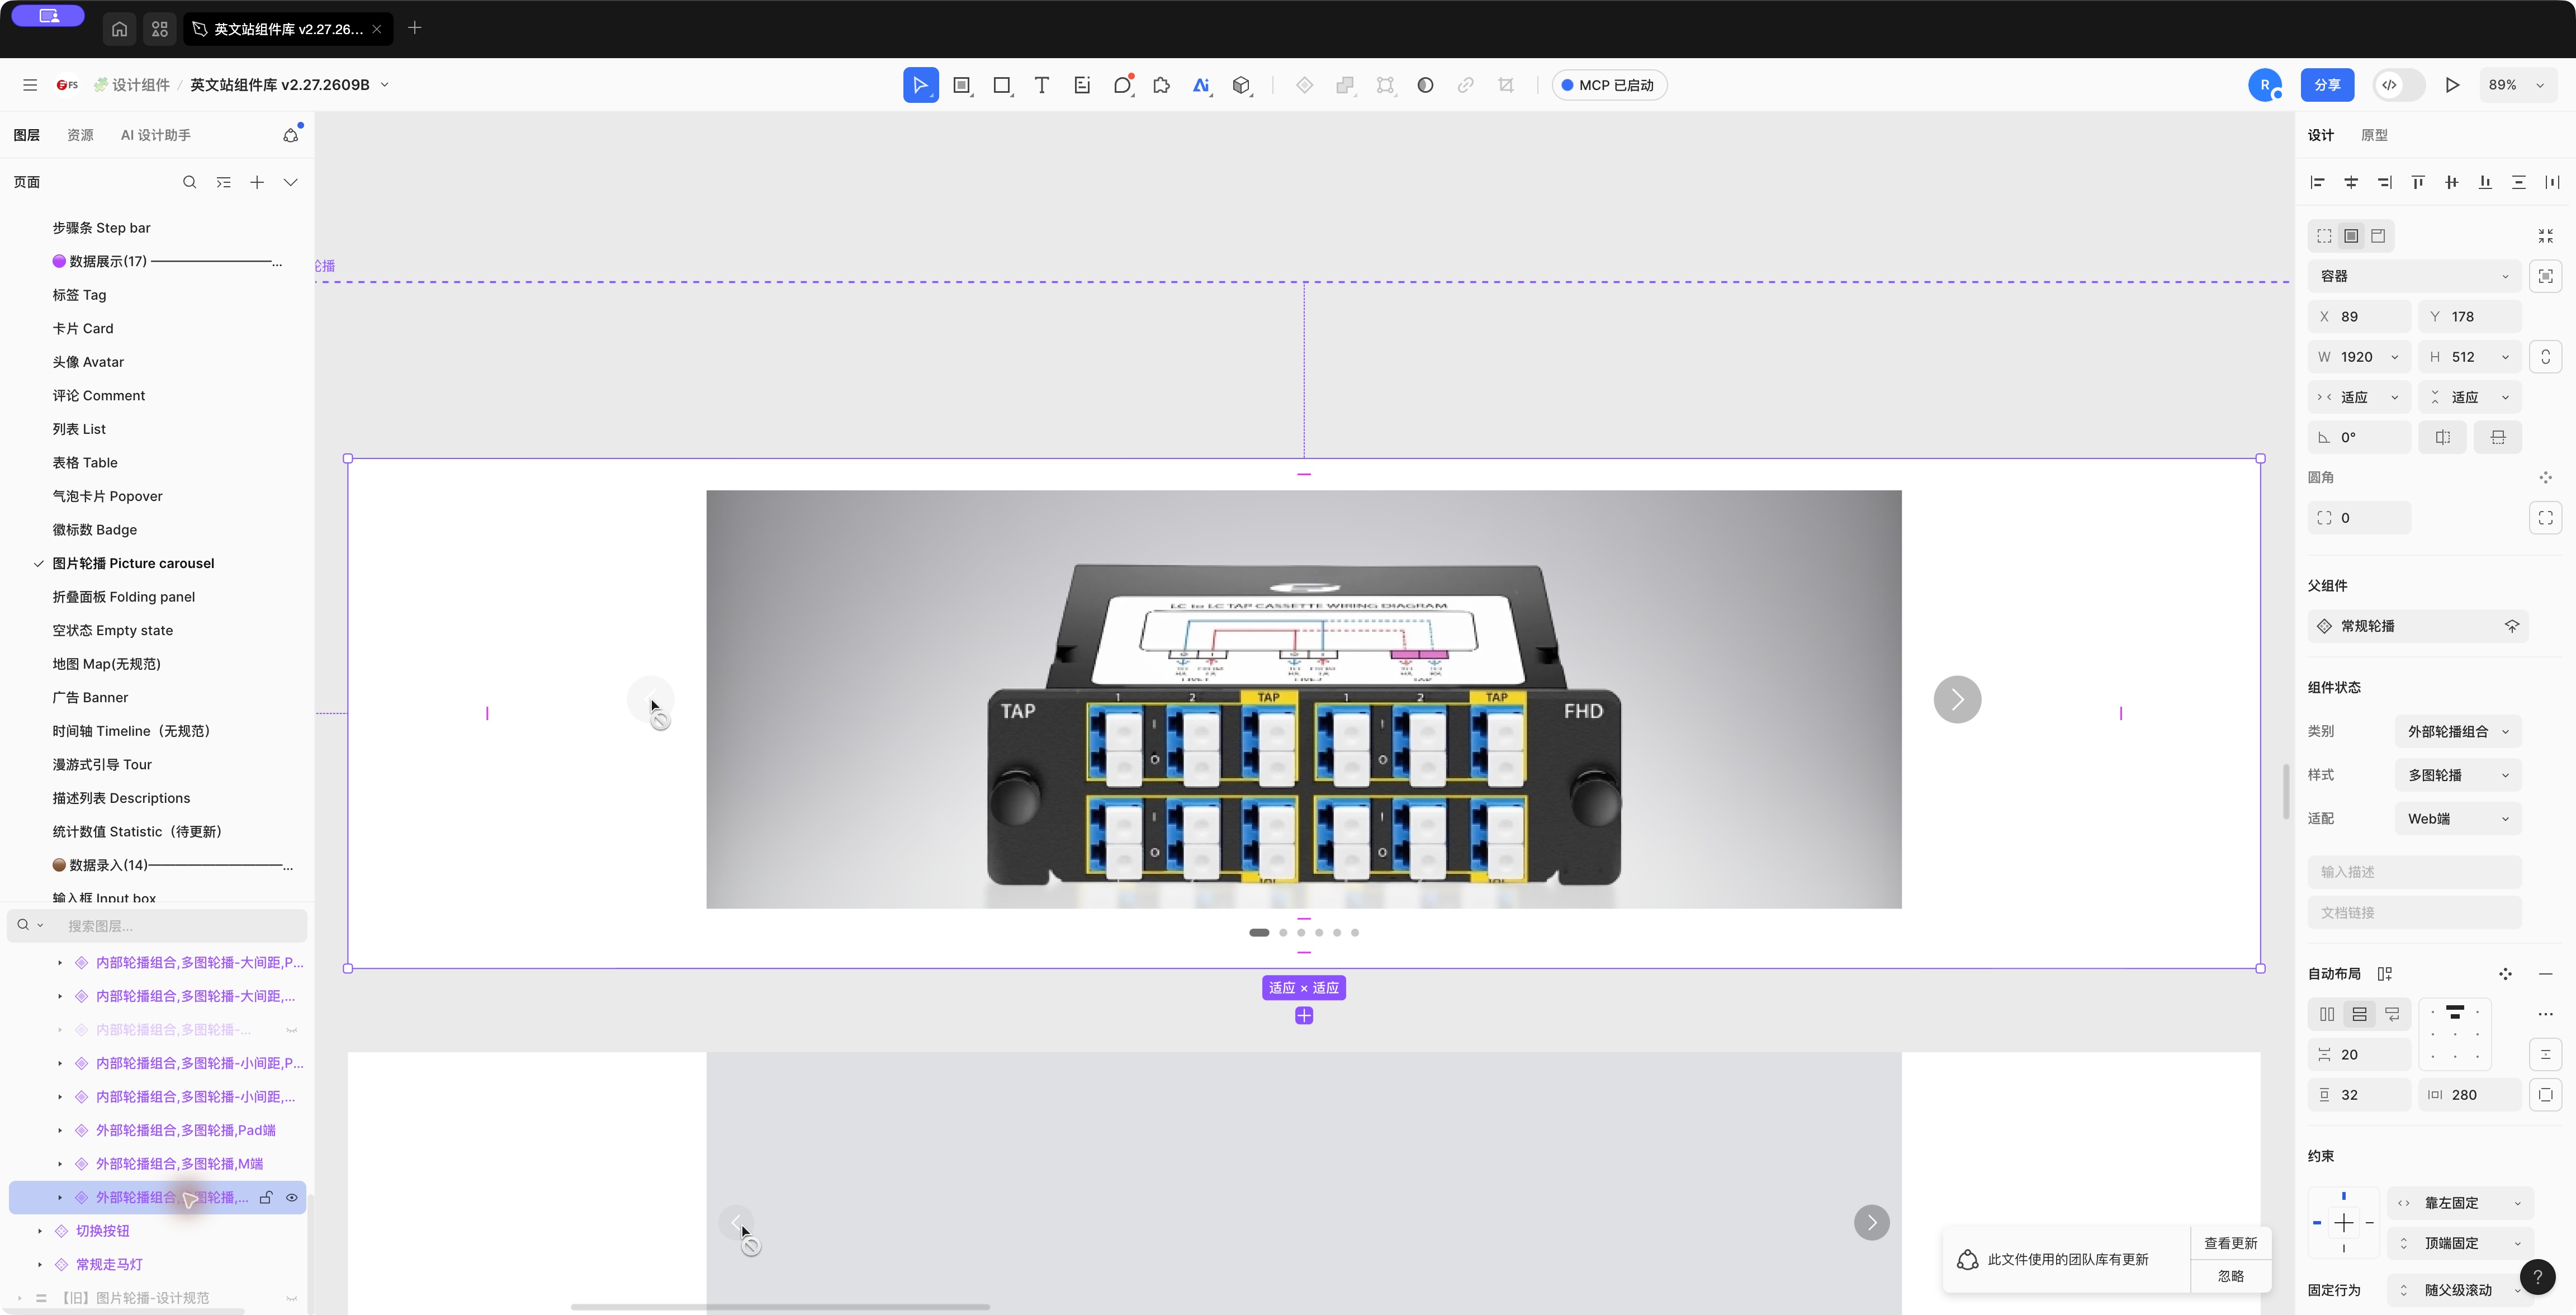 英文站组件库 v2.27.26...
FS
设计组件 / 英文站组件库 v2.27.2609B
MCP 已启动
R
分享
89%
图层
资源
AI 设计助手
页面
步骤条 Step bar
数据展示(17) ————————...
标签 Tag
卡片 Card
头像 Avatar
评论 Comment
列表 List
表格 Table
气泡卡片 Popover
徽标数 Badge
图片轮播 Picture carousel
折叠面板 Folding panel
空状态 Empty state
地图 Map(无规范)
广告 Banner
时间轴 Timeline（无规范）
漫游式引导 Tour
描述列表 Descriptions
统计数值 Statistic（待更新）
数据录入(14)—————————...
输入框 Input box
搜索图层...
内部轮播组合,多图轮播-大间距,P...
内部轮播组合,多图轮播-大间距,...
内部轮播组合,多图轮播-...
内部轮播组合,多图轮播-小间距,P...
内部轮播组合,多图轮播-小间距,...
外部轮播组合,多图轮播,Pad端
外部轮播组合,多图轮播,M端
外部轮播组合,多图轮播,...
切换按钮
常规走马灯
【旧】图片轮播-设计规范
轮播
LC to LC TAP CASSETTE WIRING DIAGRAM
1 2 TAP 1 2 TAP
TAP
FHD
适应 × 适应
此文件使用的团队库有更新
查看更新
忽略
设计
原型
容器
X 89
Y 178
W 1920
H 512
适应
适应
0°
圆角
0
父组件
常规轮播
组件状态
类别
外部轮播组合
样式
多图轮播
适配
Web端
输入描述
文档链接
自动布局
20
32
280
约束
靠左固定
顶端固定
固定行为
随父级滚动
?